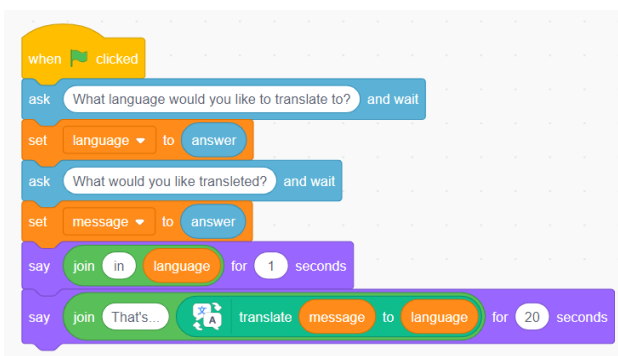 when clicked
ask What language would you like to translate to? and wait
set language to answer
ask What would you like transleted? and wait
set message to answer
say join in language for 1 seconds
say join That's... translate message to language for 20 seconds